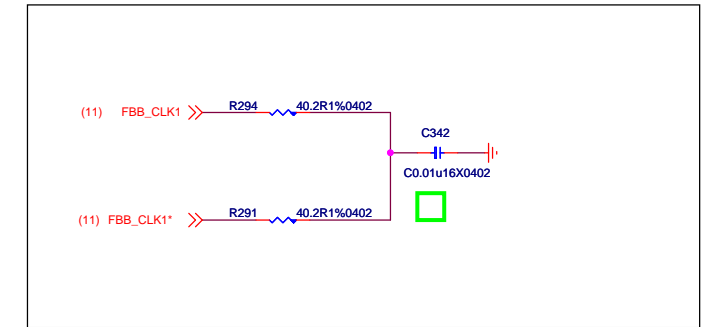 R294 40.2R1%0402
(11) FBB_CLK1
C342
C0.01u16X0402
R291 40.2R1%0402
(11) FBB_CLK1*